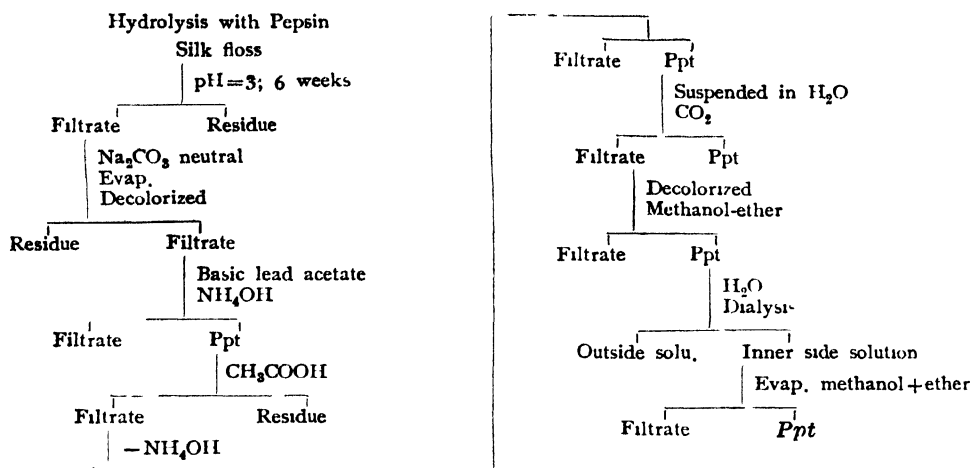 Hydrolysis with Pepsin
Silk floss
pH=3; 6 weeks
Filtrate Residue
Na₂CO₃ neutral
Evap.
Decolorized
Residue Filtrate
Basic lead acetate
NH₄OH
Filtrate Ppt
CH₃COOH
Filtrate Residue
—NH₄OH
Filtrate Ppt
Suspended in H₂O
CO₂
Filtrate Ppt
Decolorized
Methanol-ether
Filtrate Ppt
H₂O
Dialysis
Outside solu. Inner side solution
Evap. methanol+ether
Filtrate Ppt